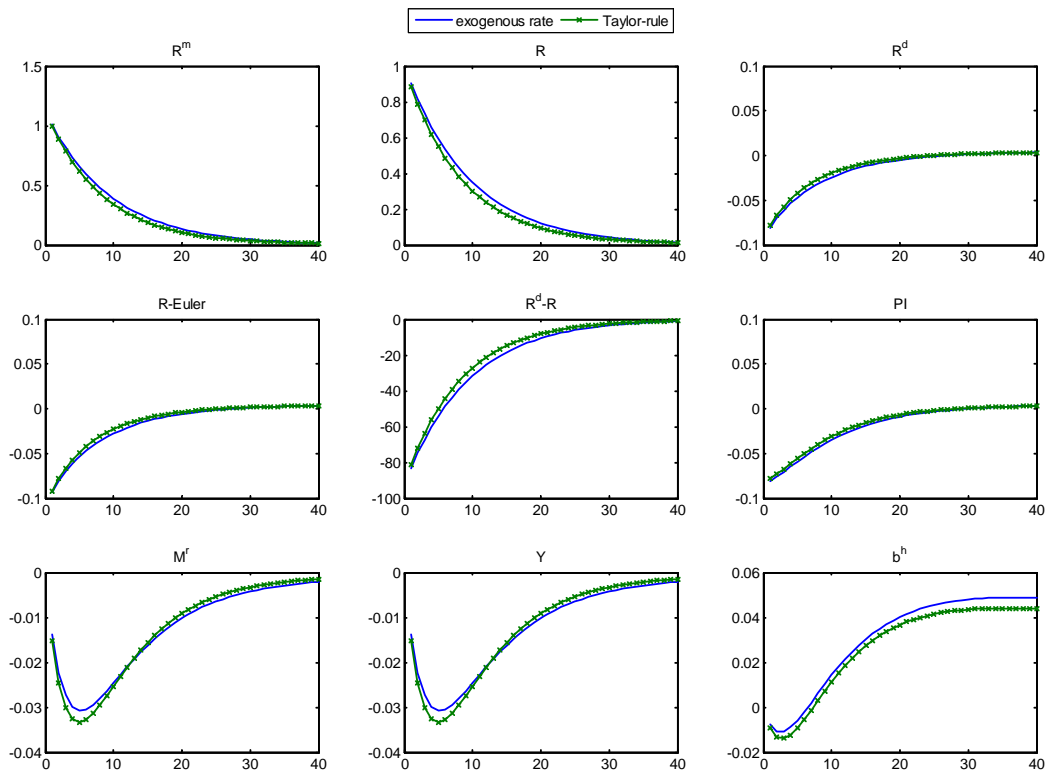 exogenous rate Taylor-rule
R^m R R^d
1.5 1 0.1
0.8 0.05
1 0.6 0
0.5 0.4 -0.05
0.2
0 0 -0.1
0 10 20 30 40 0 10 20 30 40 0 10 20 30 40
R-Euler R^d-R PI
0.1 0 0.1
0.05 -20 0.05
-40
0 0
-60
-0.05 -80 -0.05
-0.1 -100 -0.1
0 10 20 30 40 0 10 20 30 40 0 10 20 30 40
M^r Y b^h
0 0 0.06
-0.01 -0.01 0.04
-0.02 -0.02 0.02
-0.03 -0.03 0
-0.04 -0.04 -0.02
0 10 20 30 40 0 10 20 30 40 0 10 20 30 40